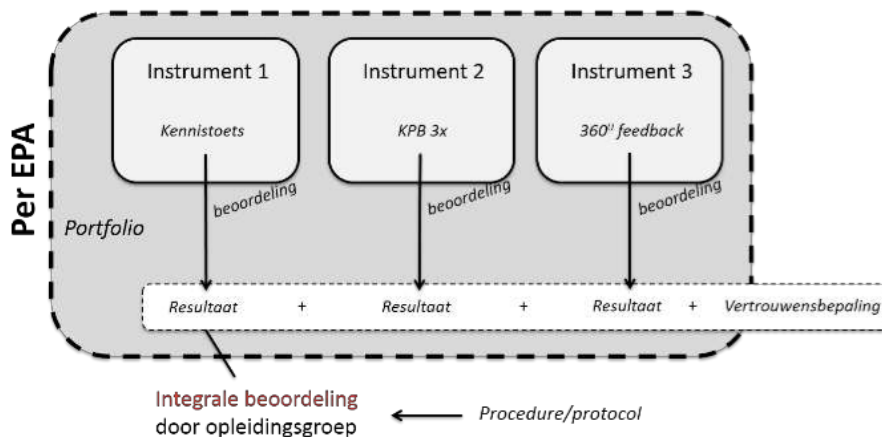 Per EPA
Instrument 1
Kennistoets
Instrument 2
KPB 3x
Instrument 3
360° feedback
beoordeling
beoordeling
beoordeling
Portfolio
Resultaat + Resultaat + Resultaat + Vertrouwensbepaling
Integrale beoordeling
door opleidingsgroep
Procedure/protocol